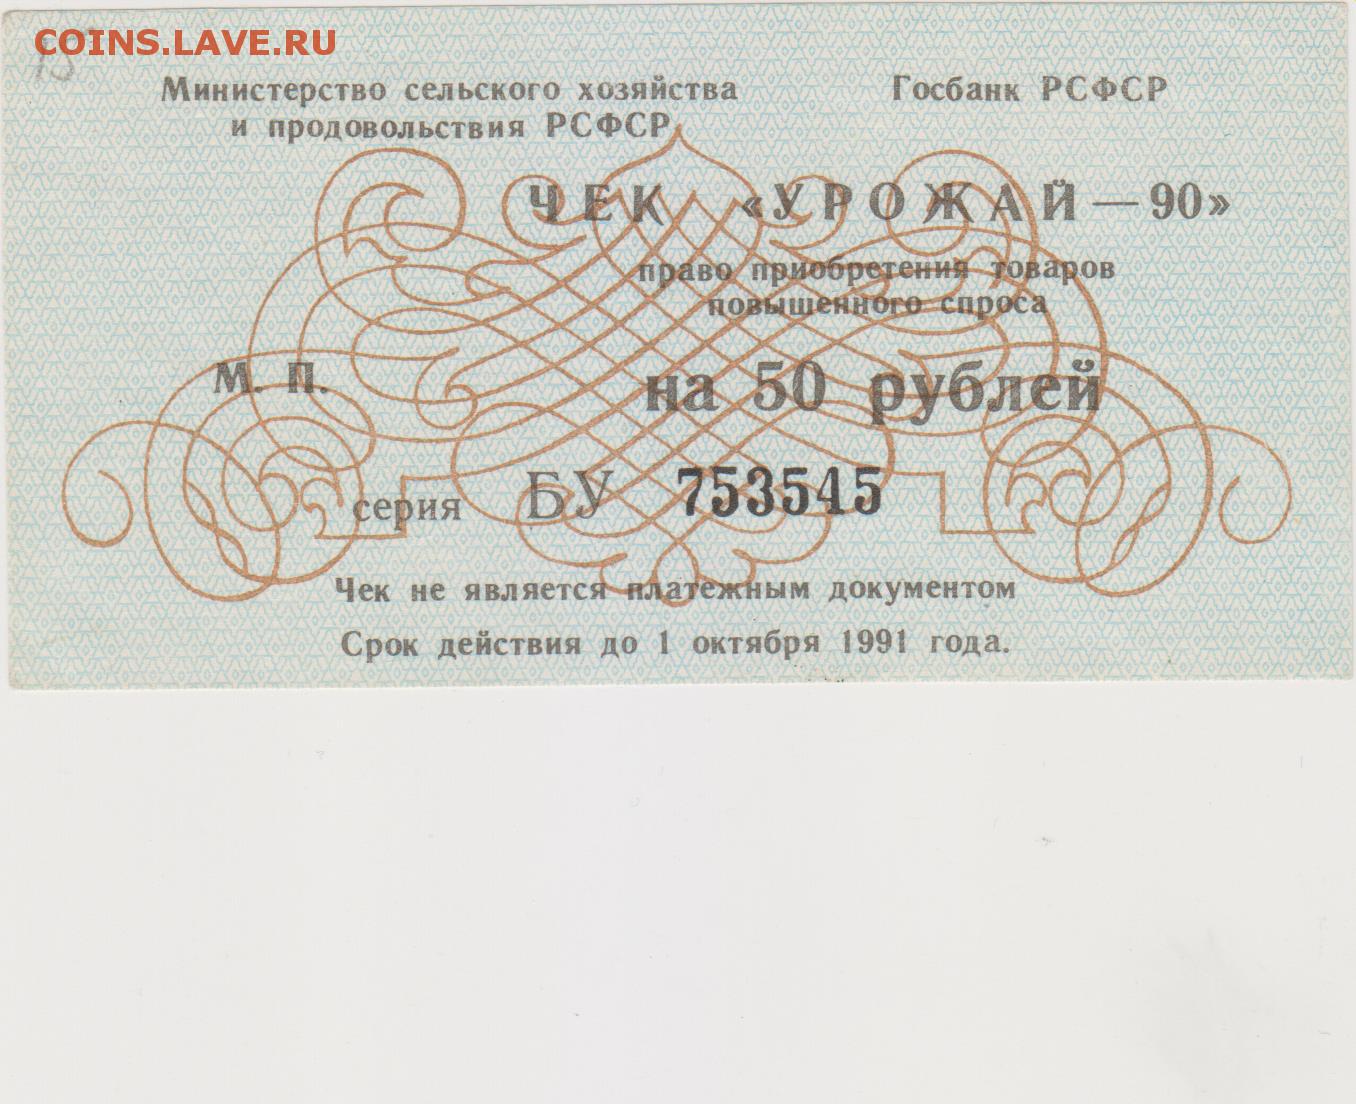 COINS.LAVE.RU
15
Министерство сельского хозяйства
и продовольствия РСФСР
Госбанк РСФСР
ЧЕК «УРОЖАЙ—90»
право приобретения товаров
повышенного спроса
М. П.
на 50 рублей
серия БУ 753545
Чек не является платежным документом
Срок действия до 1 октября 1991 года.